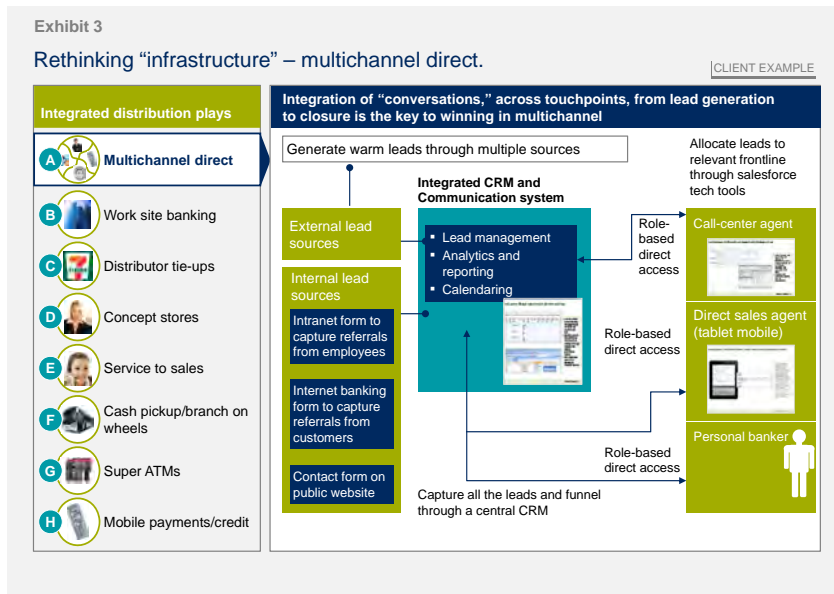 Exhibit 3
Rethinking “infrastructure” – multichannel direct.
CLIENT EXAMPLE
Integrated distribution plays
A
Multichannel direct
B
Work site banking
C
Distributor tie-ups
D
Concept stores
E
Service to sales
F
Cash pickup/branch on
wheels
G
Super ATMs
H
Mobile payments/credit
Integration of “conversations,” across touchpoints, from lead generation
to closure is the key to winning in multichannel
Generate warm leads through multiple sources
External lead
sources
Internal lead
sources
Intranet form to
capture referrals
from employees
Internet banking
form to capture
referrals from
customers
Contact form on
public website
Integrated CRM and
Communication system
▪ Lead management
▪ Analytics and
reporting
▪ Calendaring
Capture all the leads and funnel
through a central CRM
Role-
based
direct
access
Role-based
direct access
Role-based
direct access
Allocate leads to
relevant frontline
through salesforce
tech tools
Call-center agent
Direct sales agent
(tablet mobile)
Personal banker